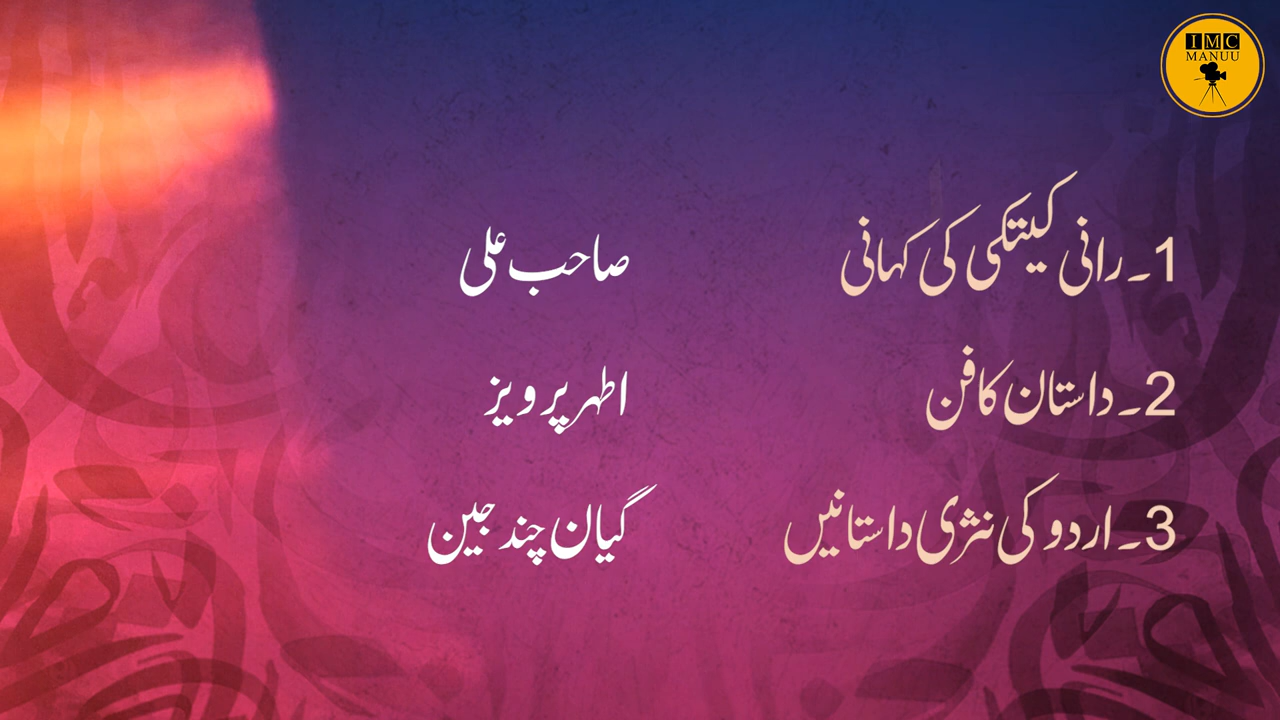 IMC
MANUU
1۔ رانی کیتکی کی کہانی صاحب علی
2۔ داستان کا فن اطہر پرویز
3۔ اردو کی نثری داستانیں گیان چند جین